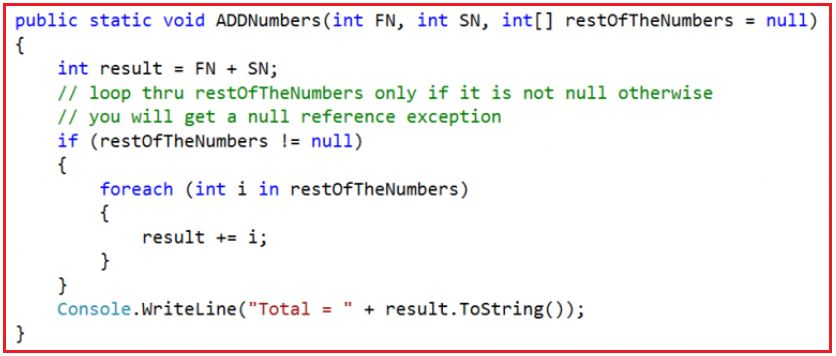 public static void ADDNumbers(int FN, int SN, int[] restOfTheNumbers = null)
{
    int result = FN + SN;
    // loop thru restOfTheNumbers only if it is not null otherwise
    // you will get a null reference exception
    if (restOfTheNumbers != null)
    {
        foreach (int i in restOfTheNumbers)
        {
            result += i;
        }
    }
    Console.WriteLine("Total = " + result.ToString());
}